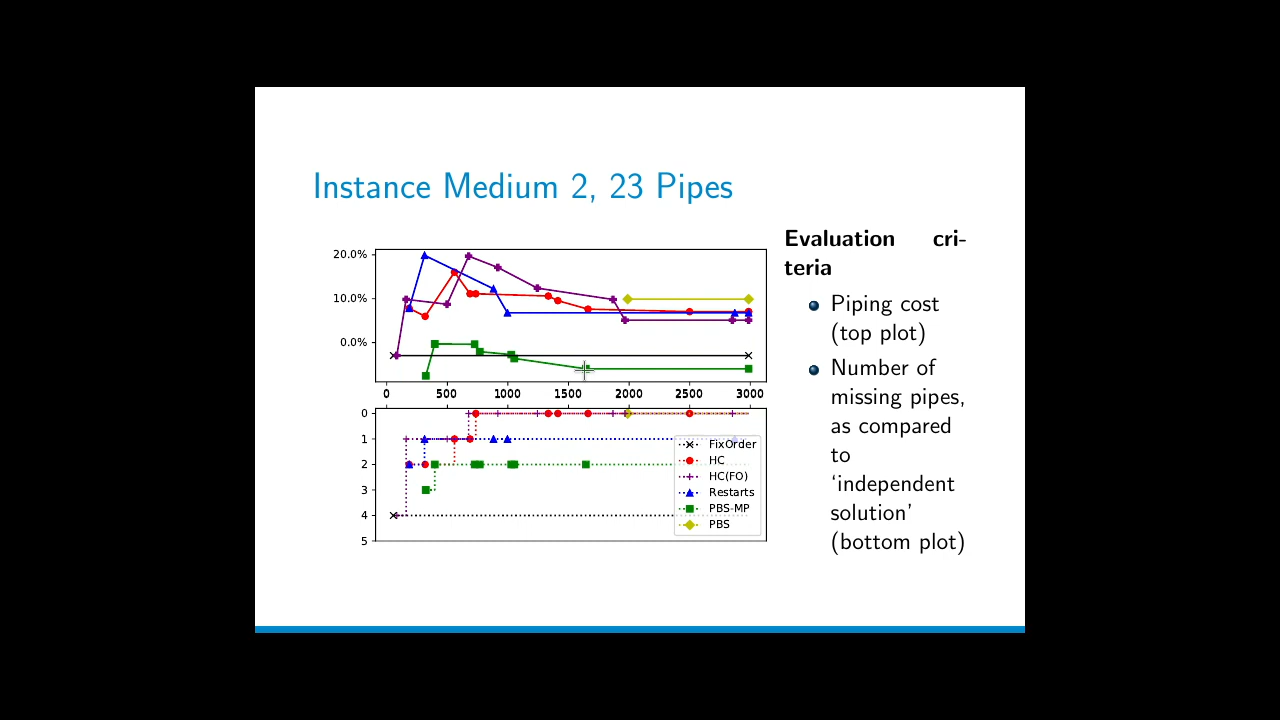 Instance Medium 2, 23 Pipes
20.0%
10.0%
0.0%
0 500 1000 1500 2000 2500 3000
0
1
2
3
4
5
FixOrder
HC
HC(FO)
Restarts
PBS-MP
PBS
Evaluation cri-
teria
Piping cost
(top plot)
Number of
missing pipes,
as compared
to
‘independent
solution’
(bottom plot)